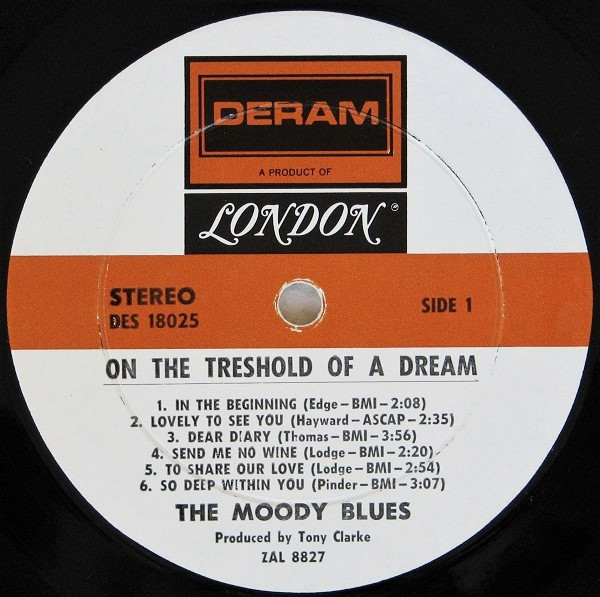 DERAM
A PRODUCT OF
LONDON®
STEREO
DES 18025
SIDE 1
ON THE TRESHOLD OF A DREAM
1. IN THE BEGINNING (Edge-BMI-2:08)
2. LOVELY TO SEE YOU (Hayward-ASCAP-2:35)
3. DEAR DIARY (Thomas-BMI-3:56)
4. SEND ME NO WINE (Lodge-BMI-2:20)
5. TO SHARE OUR LOVE (Lodge-BMI-2:54)
6. SO DEEP WITHIN YOU (Pinder-BMI-3:07)
THE MOODY BLUES
Produced by Tony Clarke
ZAL 8827